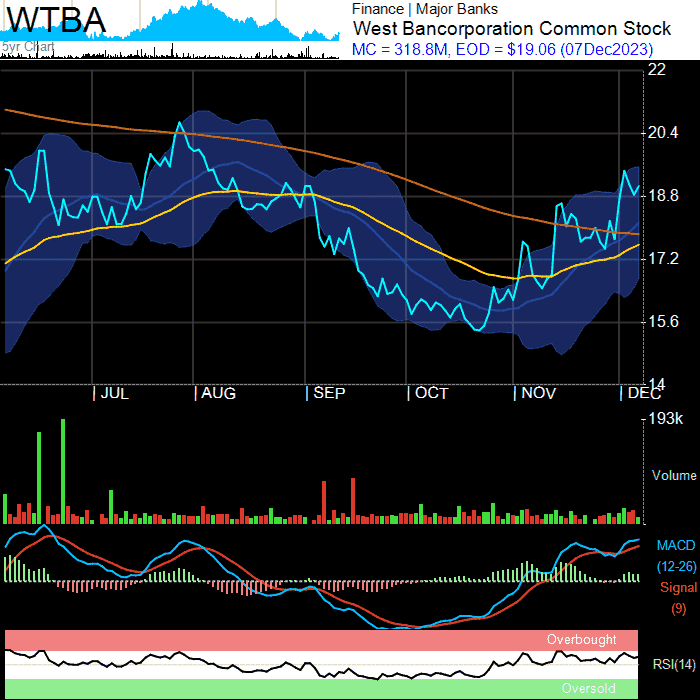 WTBA
5yr Chart
Finance | Major Banks
West Bancorporation Common Stock
MC = 318.8M, EOD = $19.06 (07Dec2023)
22
20.4
18.8
17.2
15.6
14
| JUL | AUG | SEP | OCT | NOV | DEC
193k
Volume
MACD
(12-26)
Signal
(9)
Overbought
RSI(14)
Oversold